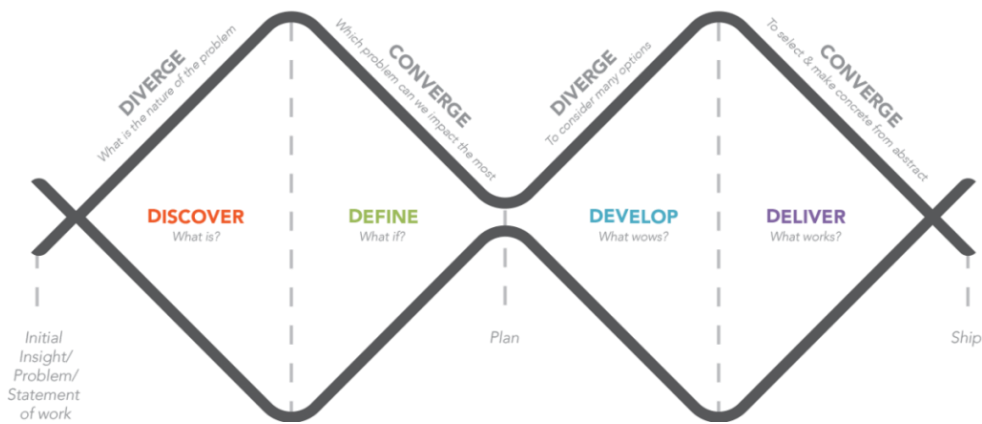 DIVERGE
What is the nature of the problem
CONVERGE
Which problem can we impact the most
DIVERGE
To consider many options
CONVERGE
To select & make concrete from abstract
DISCOVER
What is?
DEFINE
What if?
DEVELOP
What wows?
DELIVER
What works?
Initial
Insight/
Problem/
Statement
of work
Plan
Ship